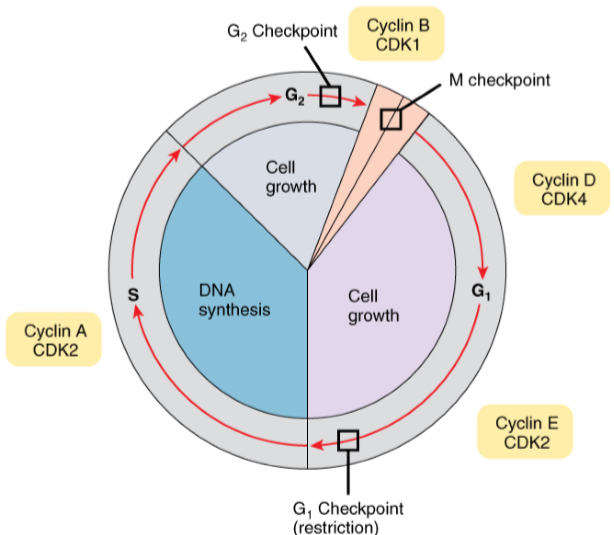 G₂ Checkpoint
Cyclin B
CDK1
M checkpoint
G₂
Cell
growth
Cyclin D
CDK4
DNA
synthesis
Cell
growth
S
G₁
Cyclin A
CDK2
Cyclin E
CDK2
G₁ Checkpoint
(restriction)